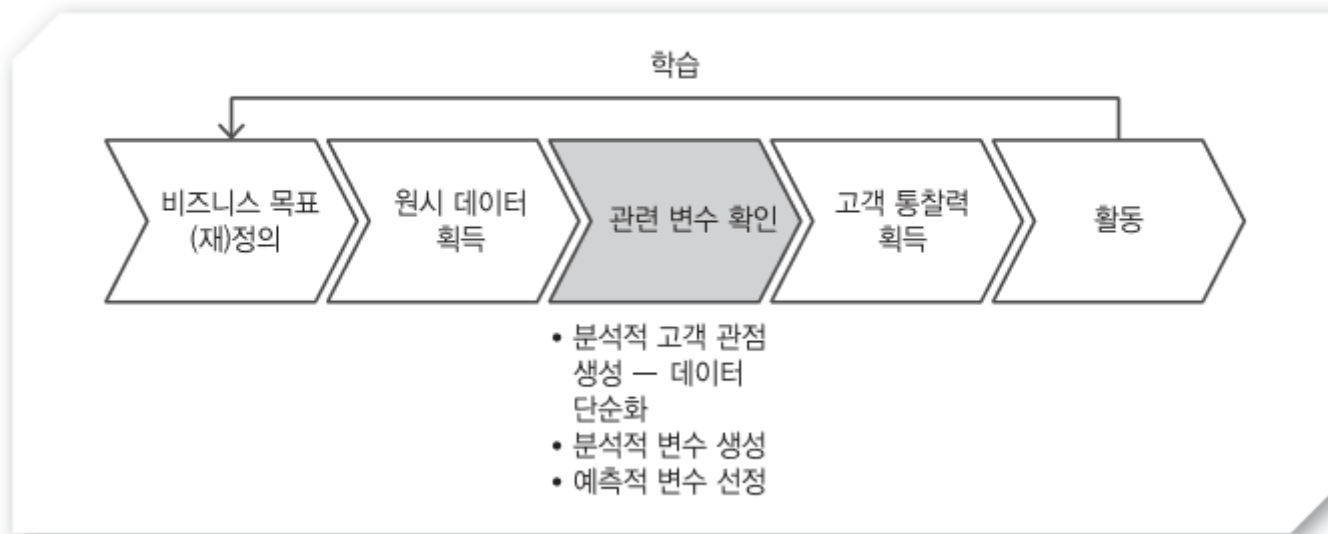 학습
비즈니스 목표
(재)정의
원시 데이터
획득
관련 변수 확인
고객 통찰력
획득
활동
• 분석적 고객 관점
생성 — 데이터
단순화
• 분석적 변수 생성
• 예측적 변수 선정